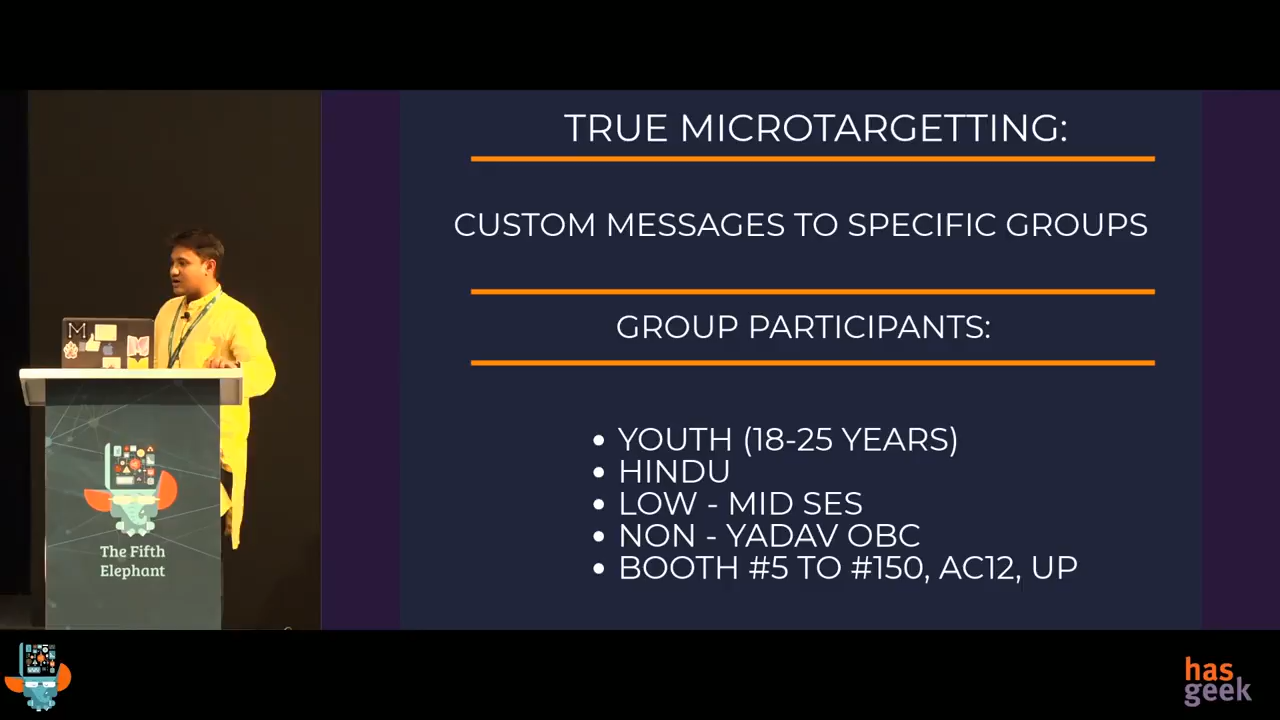 TRUE MICROTARGETTING:
CUSTOM MESSAGES TO SPECIFIC GROUPS
GROUP PARTICIPANTS:
• YOUTH (18-25 YEARS)
• HINDU
• LOW - MID SES
• NON - YADAV OBC
• BOOTH #5 TO #150, AC12, UP
M
The Fifth
Elephant
has
geek